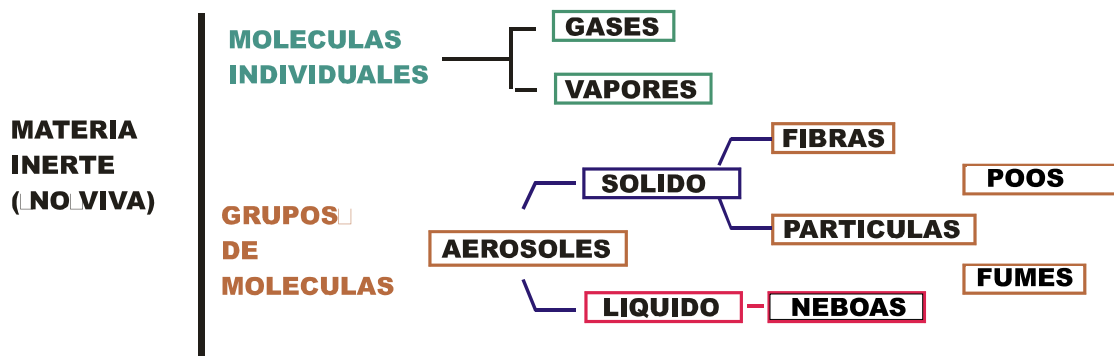 MATERIA
INERTE
(NO VIVA)
MOLECULAS
INDIVIDUALES
GASES
VAPORES
GRUPOS
DE
MOLECULAS
AEROSOLES
SOLIDO
FIBRAS
PARTICULAS
POOS
FUMES
LIQUIDO
NEBOAS